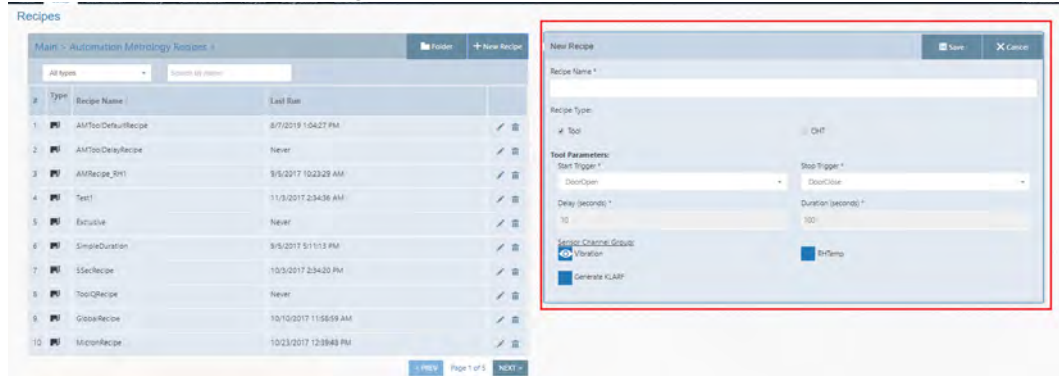 Recipes
Main > Automation Metrology Recipes >
Folder
+ New Recipe
All types
Search by name
# Type Recipe Name Last Run
1 AMToolDefaultRecipe 8/7/2019 1:04:27 PM
2 AMToolDelayRecipe Never
3 AMRecipe_RH1 9/5/2017 10:23:29 AM
4 Test1 11/3/2017 2:34:36 AM
5 Exclusive Never
6 SimpleDuration 9/6/2017 5:11:13 PM
7 SSecRecipe 10/3/2017 2:34:20 PM
8 ToolQRecipe Never
9 GlobalRecipe 10/10/2017 11:58:59 AM
10 MicronRecipe 10/23/2017 12:39:48 PM
< PREV Page 1 of 5 NEXT >
New Recipe
Save
X Cancel
Recipe Name *
Recipe Type:
Tool OHT
Tool Parameters:
Start Trigger * Stop Trigger *
DoorOpen DoorClose
Delay (seconds) * Duration (seconds) *
10 100
Sensor Channel Group:
Vibration RHTemp
Generate KLARF